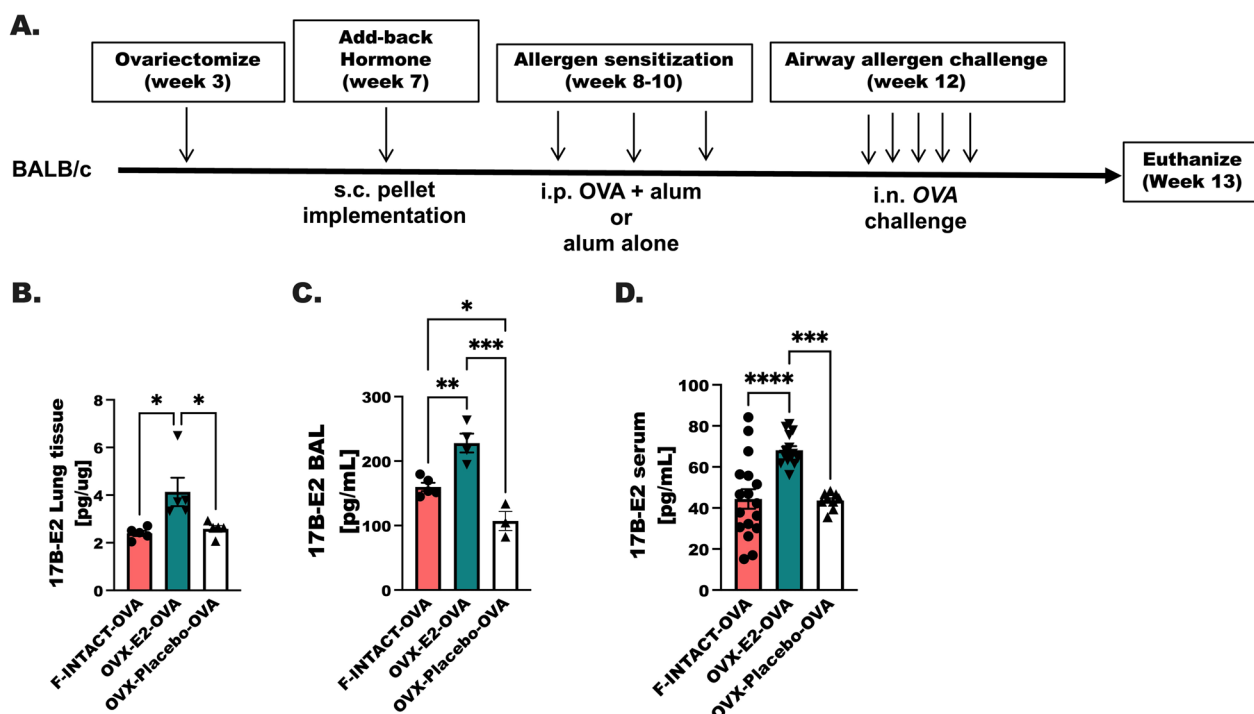 A.
Ovariectomize
(week 3)
Add-back
Hormone
(week 7)
Allergen sensitization
(week 8-10)
Airway allergen challenge
(week 12)
BALB/c
Euthanize
(Week 13)
s.c. pellet
implementation
i.p. OVA + alum
or
alum alone
i.n. OVA
challenge
B.
17B-E2 Lung tissue
[pg/ug]
8
6
4
2
0
*
*
F-INTACT-OVA
OVX-E2-OVA
OVX-Placebo-OVA
C.
17B-E2 BAL
[pg/mL]
300
200
100
0
*
***
**
F-INTACT-OVA
OVX-E2-OVA
OVX-Placebo-OVA
D.
17B-E2 serum
[pg/mL]
100
80
60
40
20
0
***
****
F-INTACT-OVA
OVX-E2-OVA
OVX-Placebo-OVA